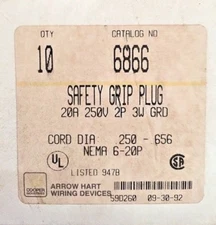 QTY
CATALOG NO
10
6866
SAFETY GRIP PLUG
20A 250V 2P 3W GRD
CORD DIA 250 - 656
NEMA 6-20P
UL
LISTED 947B
ARROW HART
WIRING DEVICES
59D260 09-30-92